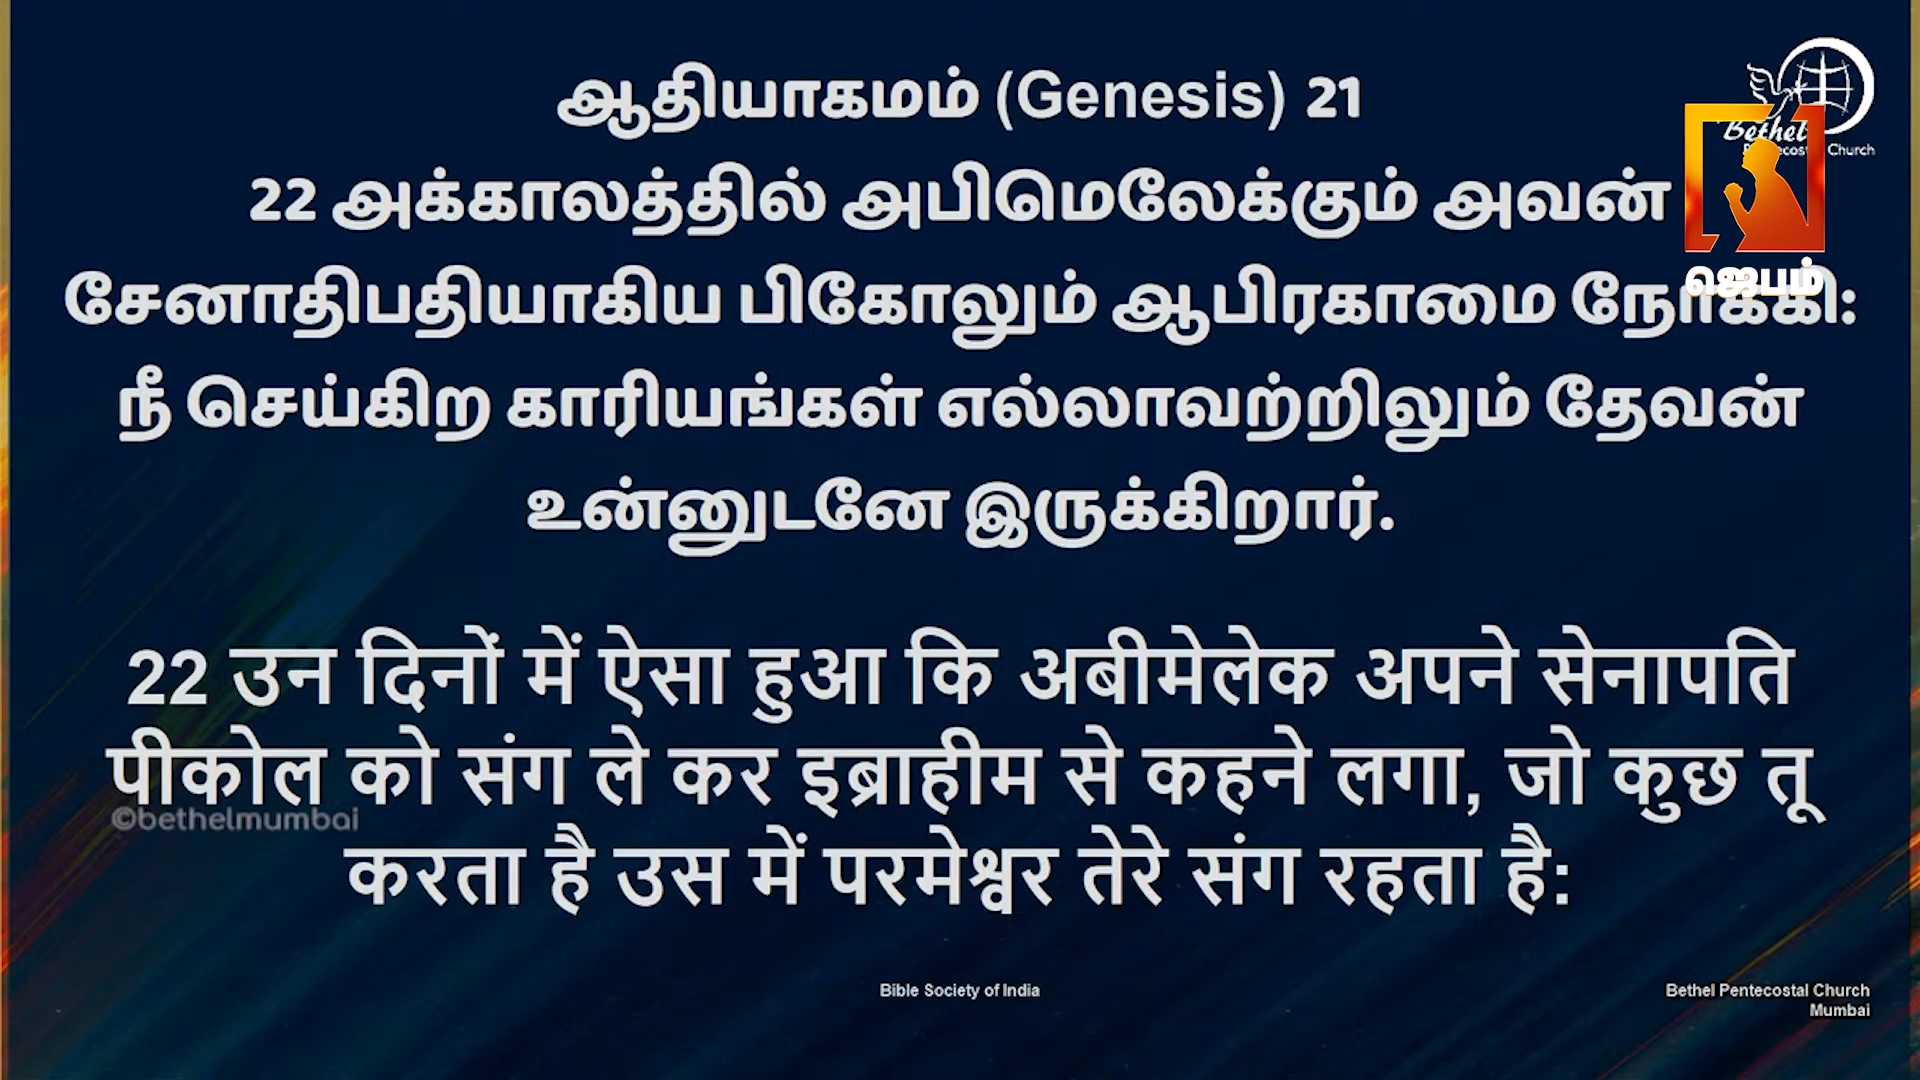 ஆதியாகமம் (Genesis) 21
22 அக்காலத்தில் அபிமெலேக்கும் அவன்
சேனாதிபதியாகிய பிகோலும் ஆபிரகாமை நோக்கி:
நீ செய்கிற காரியங்கள் எல்லாவற்றிலும் தேவன்
உன்னுடனே இருக்கிறார்.
22 उन दिनों में ऐसा हुआ कि अबीमेलेक अपने सेनापति
पीकोल को संग ले कर इब्राहीम से कहने लगा, जो कुछ तू
करता है उस में परमेश्वर तेरे संग रहता है:
©bethelmumbai
Bethel
Church
ஜெபம்
Bible Society of India
Bethel Pentecostal Church
Mumbai